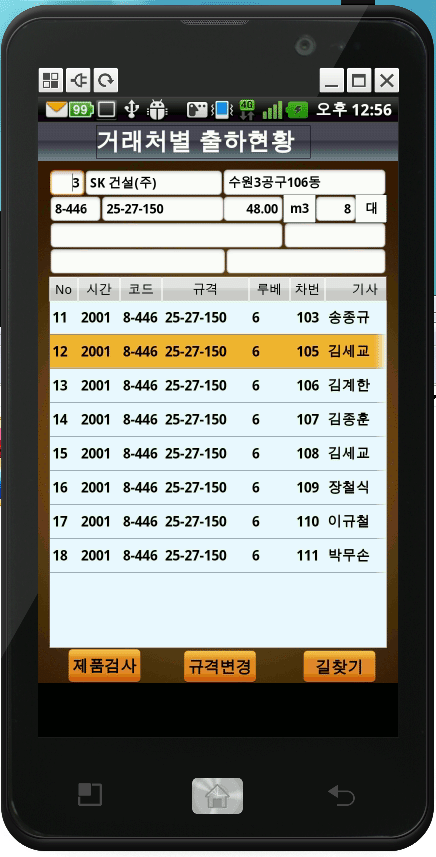 99 4G 오후 12:56
거래처별 출하현황
3 SK 건설(주) 수원3공구106동
8-446 25-27-150 48.00 m3 8 대
No 시간 코드 규격 루베 차번 기사
11 2001 8-446 25-27-150 6 103 송종규
12 2001 8-446 25-27-150 6 105 김세교
13 2001 8-446 25-27-150 6 106 김계한
14 2001 8-446 25-27-150 6 107 김종훈
15 2001 8-446 25-27-150 6 108 김세교
16 2001 8-446 25-27-150 6 109 장철식
17 2001 8-446 25-27-150 6 110 이규철
18 2001 8-446 25-27-150 6 111 박무손
제품검사 규격변경 길찾기